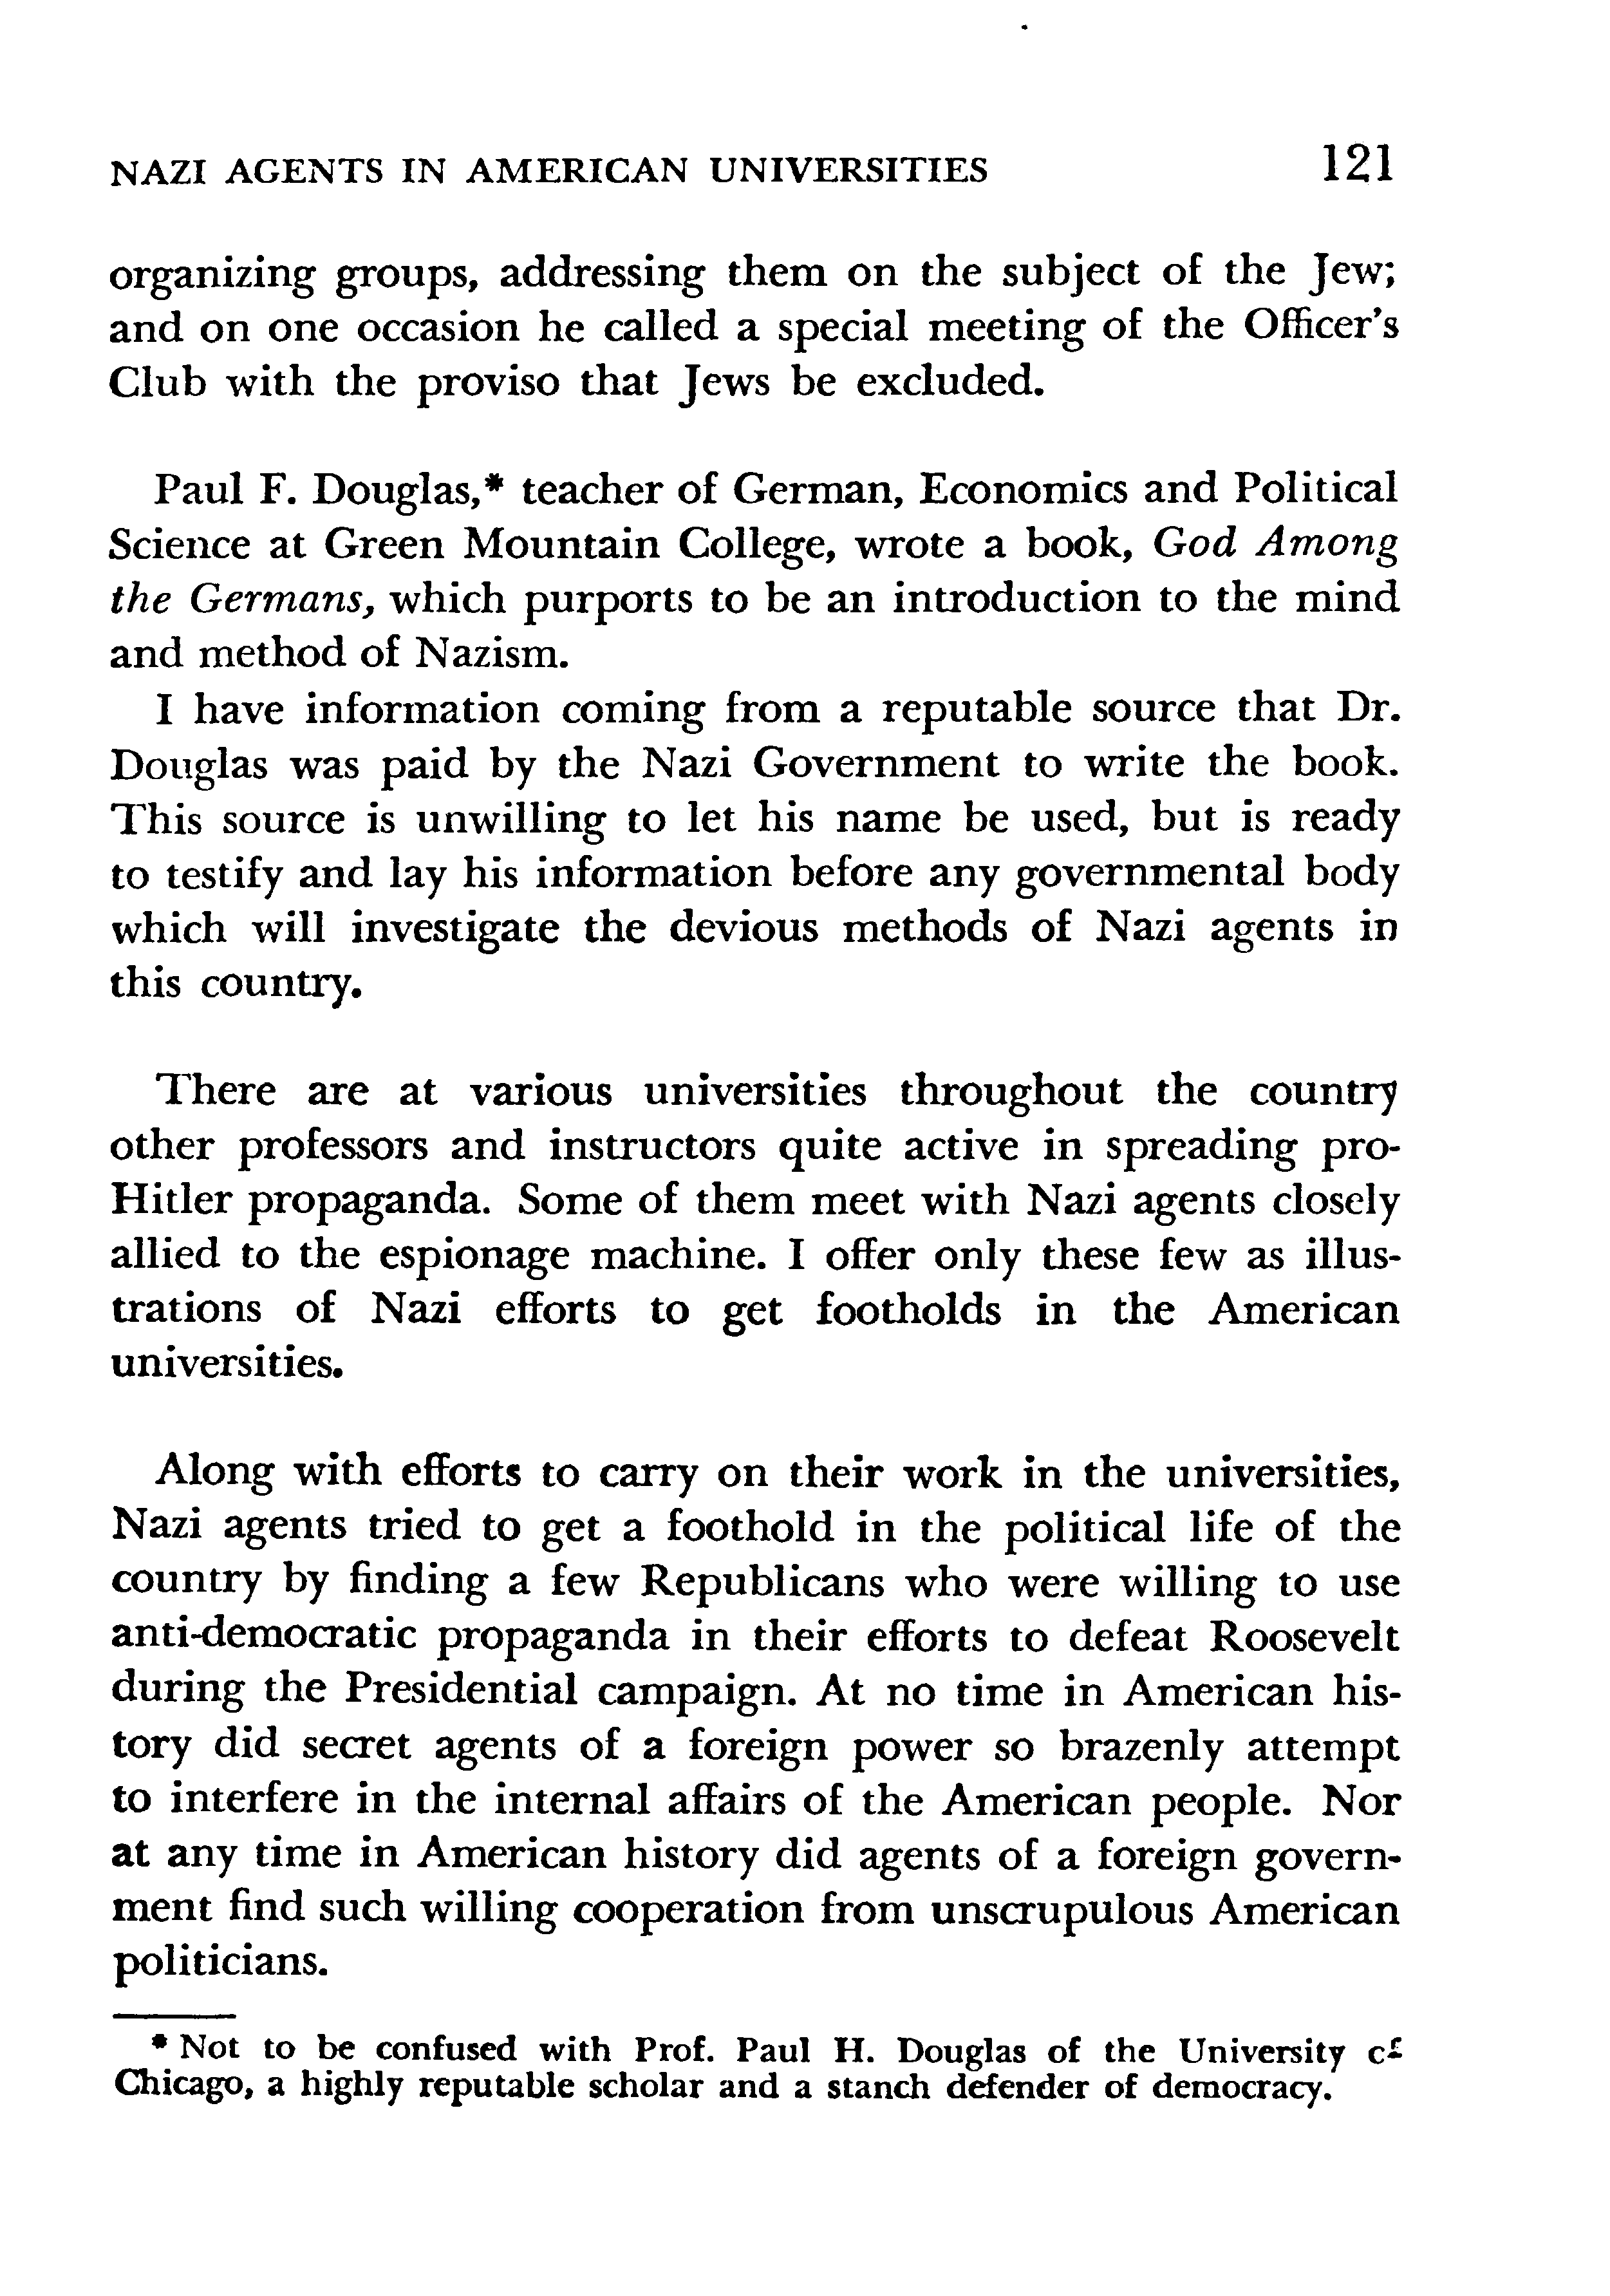 NAZI AGENTS IN AMERICAN UNIVERSITIES 121
organizing groups, addressing them on the subject of the Jew;
and on one occasion he called a special meeting of the Officer's
Club with the proviso that Jews be excluded.
Paul F. Douglas,* teacher of German, Economics and Political
Science at Green Mountain College, wrote a book, God Among
the Germans, which purports to be an introduction to the mind
and method of Nazism.
I have information coming from a reputable source that Dr.
Douglas was paid by the Nazi Government to write the book.
This source is unwilling to let his name be used, but is ready
to testify and lay his information before any governmental body
which will investigate the devious methods of Nazi agents in
this country.
There are at various universities throughout the country
other professors and instructors quite active in spreading pro-
Hitler propaganda. Some of them meet with Nazi agents closely
allied to the espionage machine. I offer only these few as illus-
trations of Nazi efforts to get footholds in the American
universities.
Along with efforts to carry on their work in the universities,
Nazi agents tried to get a foothold in the political life of the
country by finding a few Republicans who were willing to use
anti-democratic propaganda in their efforts to defeat Roosevelt
during the Presidential campaign. At no time in American his-
tory did secret agents of a foreign power so brazenly attempt
to interfere in the internal affairs of the American people. Nor
at any time in American history did agents of a foreign govern-
ment find such willing cooperation from unscrupulous American
politicians.
* Not to be confused with Prof. Paul H. Douglas of the University of
Chicago, a highly reputable scholar and a stanch defender of democracy.